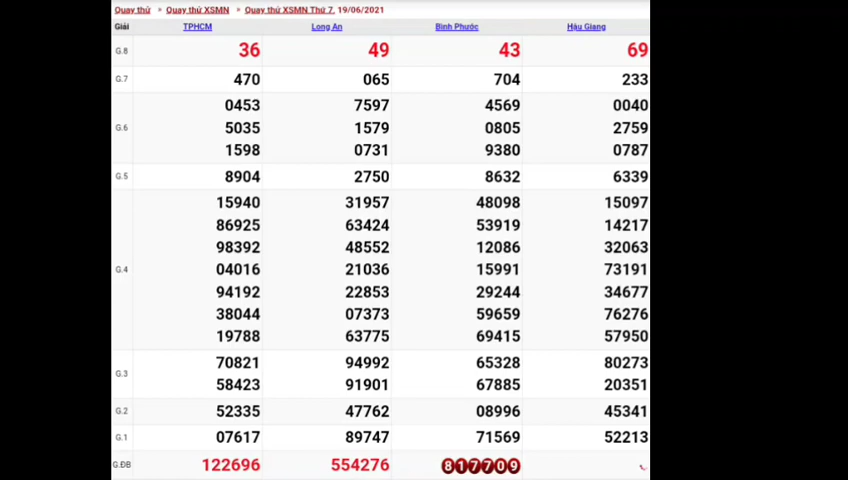 Quay thử » Quay thử XSMN » Quay thử XSMN Thứ 7, 19/06/2021
Giải TPHCM Long An Bình Phước Hậu Giang
G.8 36 49 43 69
G.7 470 065 704 233
0453 7597 4569 0040
G.6 5035 1579 0805 2759
1598 0731 9380 0787
G.5 8904 2750 8632 6339
15940 31957 48098 15097
86925 63424 53919 14217
98392 48552 12086 32063
G.4 04016 21036 15991 73191
94192 22853 29244 34677
38044 07373 59659 76276
19788 63775 69415 57950
70821 94992 65328 80273
G.3
58423 91901 67885 20351
G.2 52335 47762 08996 45341
G.1 07617 89747 71569 52213
G.ĐB 122696 554276 817709